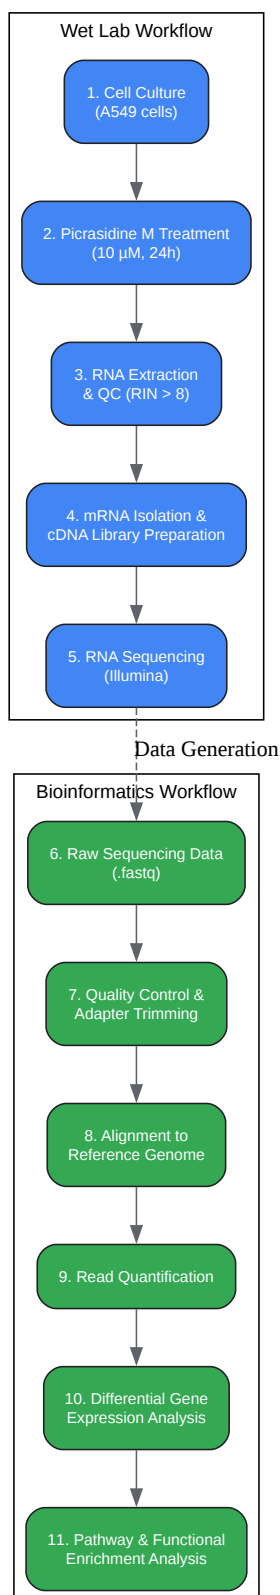 Wet Lab Workflow
1. Cell Culture
(A549 cells)
2. Picrasidine M Treatment
(10 µM, 24h)
3. RNA Extraction
& QC (RIN > 8)
4. mRNA Isolation &
cDNA Library Preparation
5. RNA Sequencing
(Illumina)
Data Generation
Bioinformatics Workflow
6. Raw Sequencing Data
(.fastq)
7. Quality Control &
Adapter Trimming
8. Alignment to
Reference Genome
9. Read Quantification
10. Differential Gene
Expression Analysis
11. Pathway & Functional
Enrichment Analysis